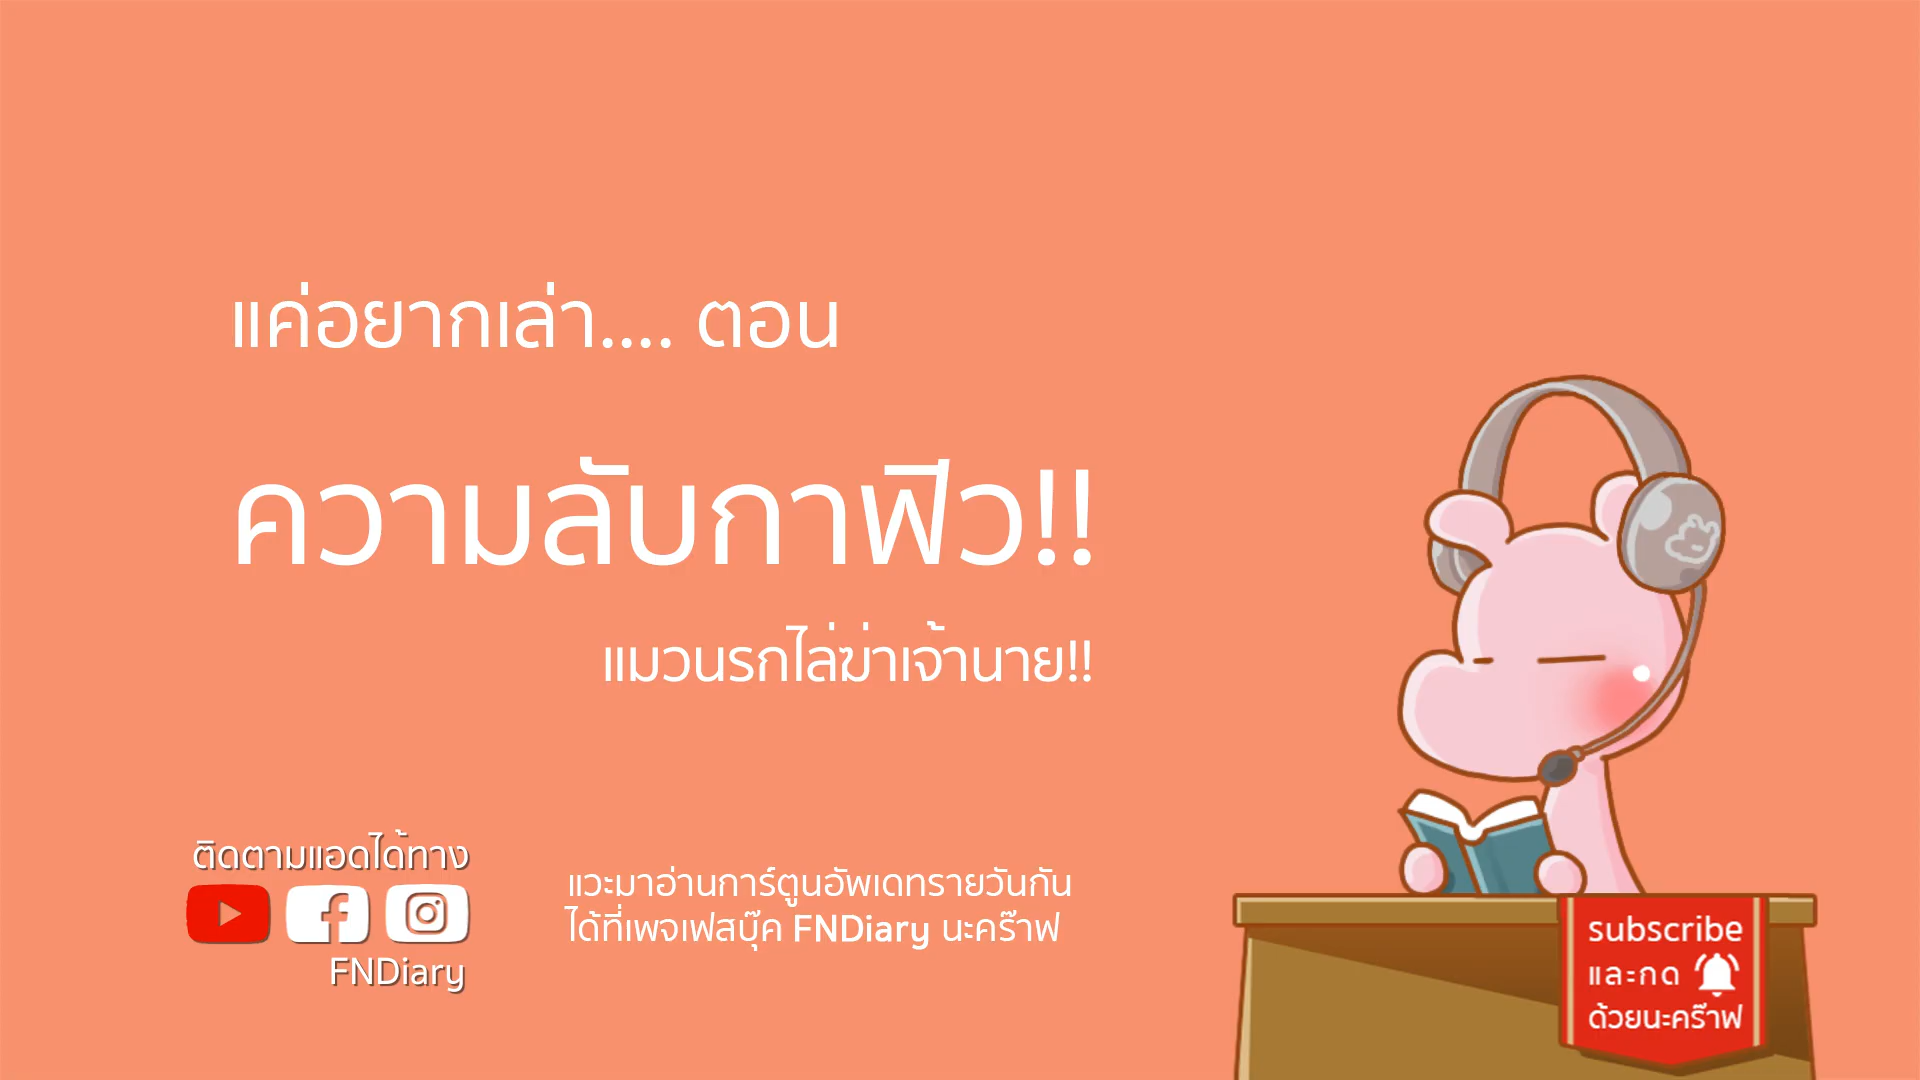 แค่อยากเล่า.... ตอน
ความลับกาฟิว!!
แมวนรกไล่ฆ่าเจ้านาย!!
ติดตามแอดได้ทาง
FNDiary
แวะมาอ่านการ์ตูนอัพเดทรายวันกัน
ได้ที่เพจเฟสบุ๊ค FNDiary นะคร๊าฟ
subscribe
และกด
ด้วยนะคร๊าฟ